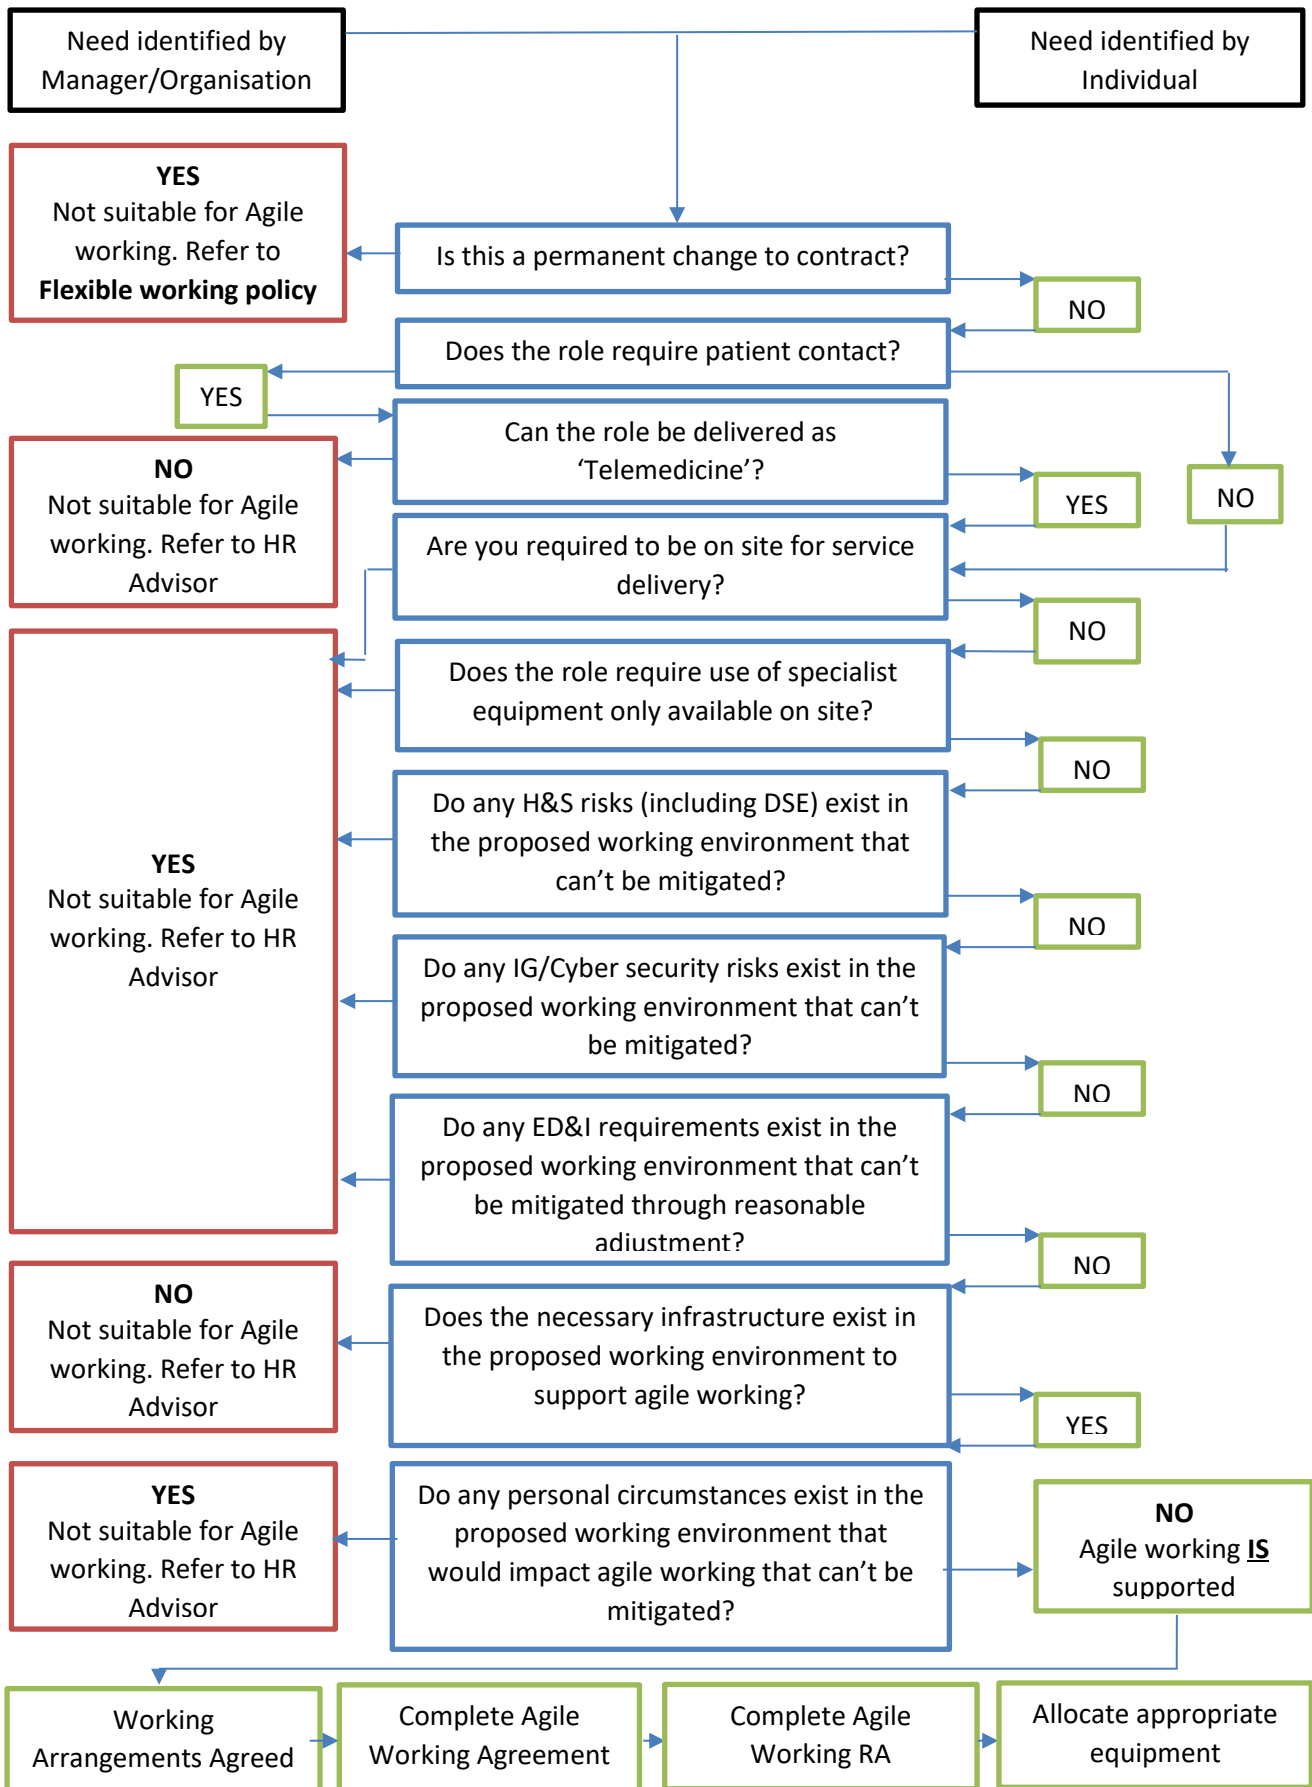 Need identified by
Manager/Organisation
Need identified by
Individual
YES
Not suitable for Agile
working. Refer to
Flexible working policy
Is this a permanent change to contract?
NO
Does the role require patient contact?
YES
Can the role be delivered as
‘Telemedicine’?
NO
Not suitable for Agile
working. Refer to HR
Advisor
YES
NO
Are you required to be on site for service
delivery?
NO
Does the role require use of specialist
equipment only available on site?
NO
Do any H&S risks (including DSE) exist in
the proposed working environment that
can’t be mitigated?
YES
Not suitable for Agile
working. Refer to HR
Advisor
NO
Do any IG/Cyber security risks exist in the
proposed working environment that can’t
be mitigated?
NO
Do any ED&I requirements exist in the
proposed working environment that can’t
be mitigated through reasonable
adjustment?
NO
NO
Not suitable for Agile
working. Refer to HR
Advisor
Does the necessary infrastructure exist in
the proposed working environment to
support agile working?
YES
YES
Not suitable for Agile
working. Refer to HR
Advisor
Do any personal circumstances exist in the
proposed working environment that
would impact agile working that can’t be
mitigated?
NO
Agile working IS
supported
Working
Arrangements Agreed
Complete Agile
Working Agreement
Complete Agile
Working RA
Allocate appropriate
equipment